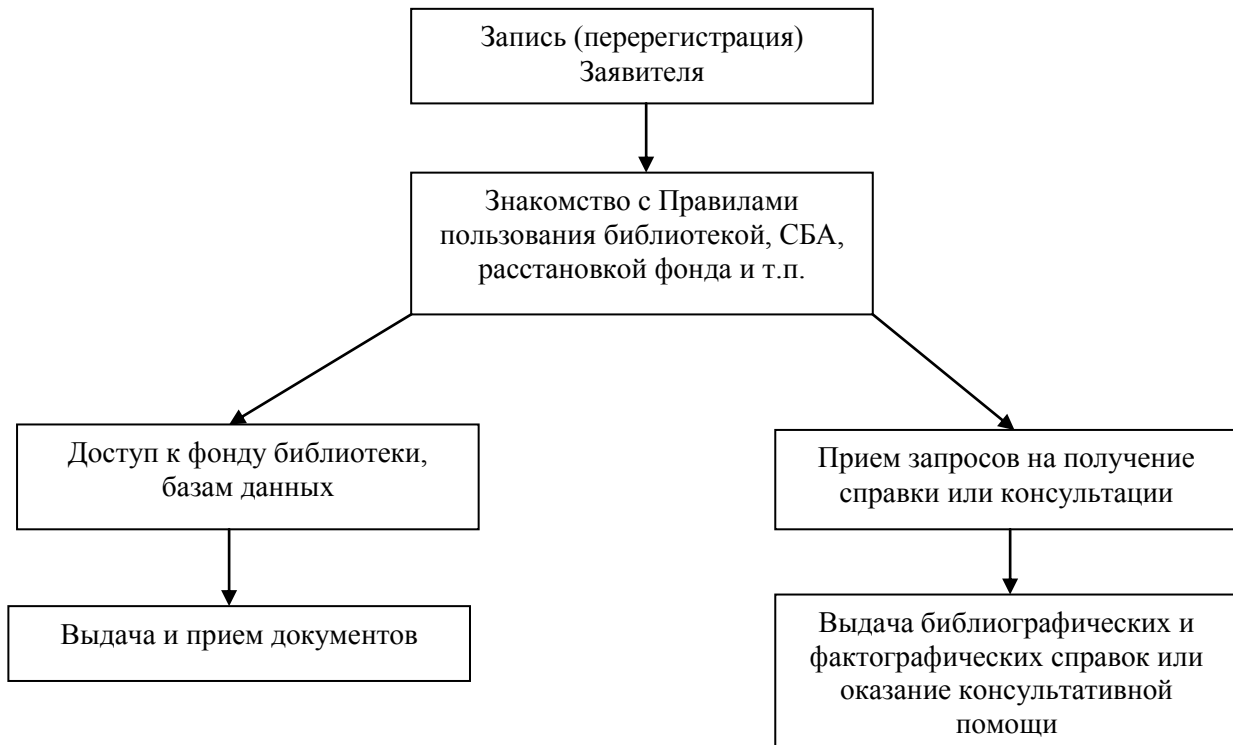 Запись (перерегистрация)
Заявителя
Знакомство с Правилами
пользования библиотекой, СБА,
расстановкой фонда и т.п.
Доступ к фонду библиотеки,
базам данных
Прием запросов на получение
справки или консультации
Выдача и прием документов
Выдача библиографических и
фактографических справок или
оказание консультативной
помощи